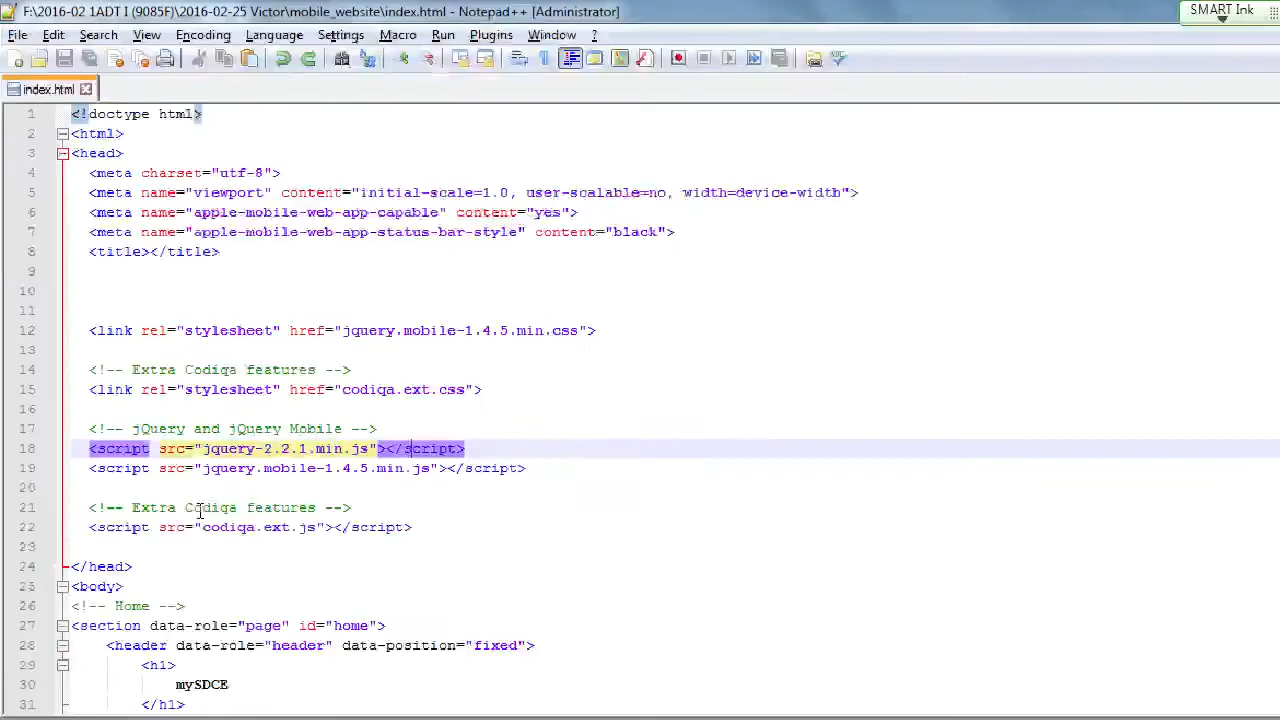 F:\2016-02 1ADT I (9085F)\2016-02-25 Victor\mobile_website\index.html - Notepad++ [Administrator]
SMART Ink
File Edit Search View Encoding Language Settings Macro Run Plugins Window ?
index.html
1 <!doctype html>
2 <html>
3 <head>
4 <meta charset="utf-8">
5 <meta name="viewport" content="initial-scale=1.0, user-scalable=no, width=device-width">
6 <meta name="apple-mobile-web-app-capable" content="yes">
7 <meta name="apple-mobile-web-app-status-bar-style" content="black">
8 <title></title>
9
10
11
12 <link rel="stylesheet" href="jquery.mobile-1.4.5.min.css">
13
14 <!-- Extra Codiqa features -->
15 <link rel="stylesheet" href="codiqa.ext.css">
16
17 <!-- jQuery and jQuery Mobile -->
18 <script src="jquery-2.2.1.min.js"></script>
19 <script src="jquery.mobile-1.4.5.min.js"></script>
20
21 <!-- Extra Codiqa features -->
22 <script src="codiqa.ext.js"></script>
23
24 </head>
25 <body>
26 <!-- Home -->
27 <section data-role="page" id="home">
28 <header data-role="header" data-position="fixed">
29 <h1>
30 mySDCE
31 </h1>